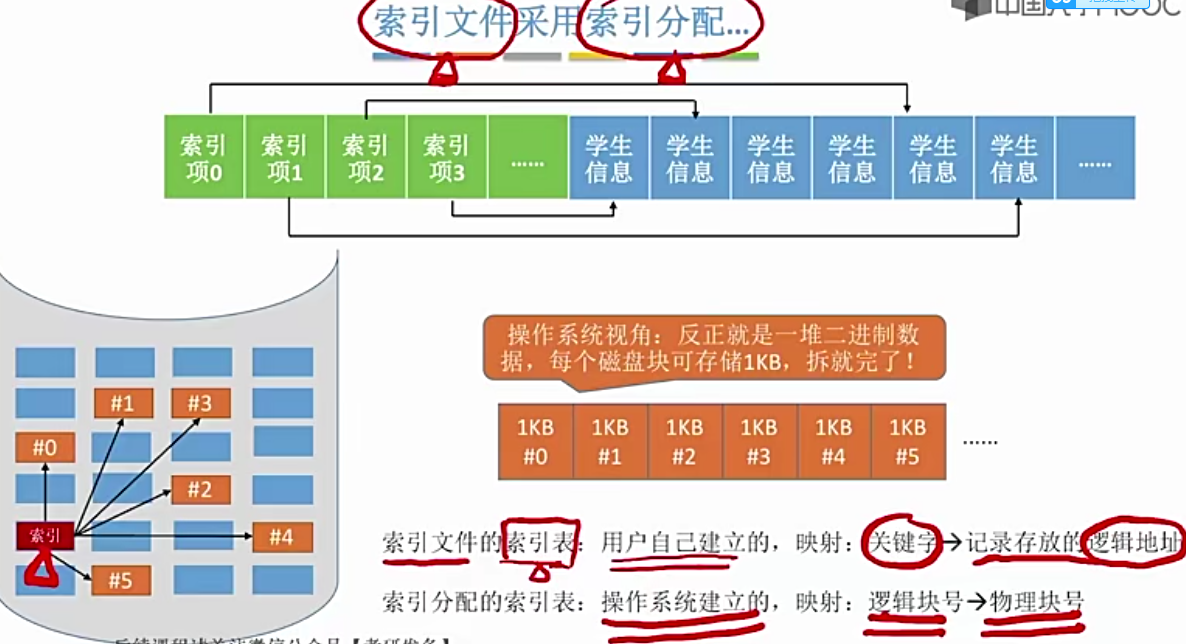 中国大学MOOC
索引文件采用索引分配...
索引项0
索引项1
索引项2
索引项3
……
学生信息
学生信息
学生信息
学生信息
学生信息
学生信息
……
操作系统视角：反正就是一堆二进制数
据，每个磁盘块可存储1KB，拆就完了！
#1
#3
#0
#2
索引
#4
#5
1KB #0
1KB #1
1KB #2
1KB #3
1KB #4
1KB #5
……
索引文件的索引表：用户自己建立的，映射：关键字→记录存放的逻辑地址
索引分配的索引表：操作系统建立的，映射：逻辑块号→物理块号